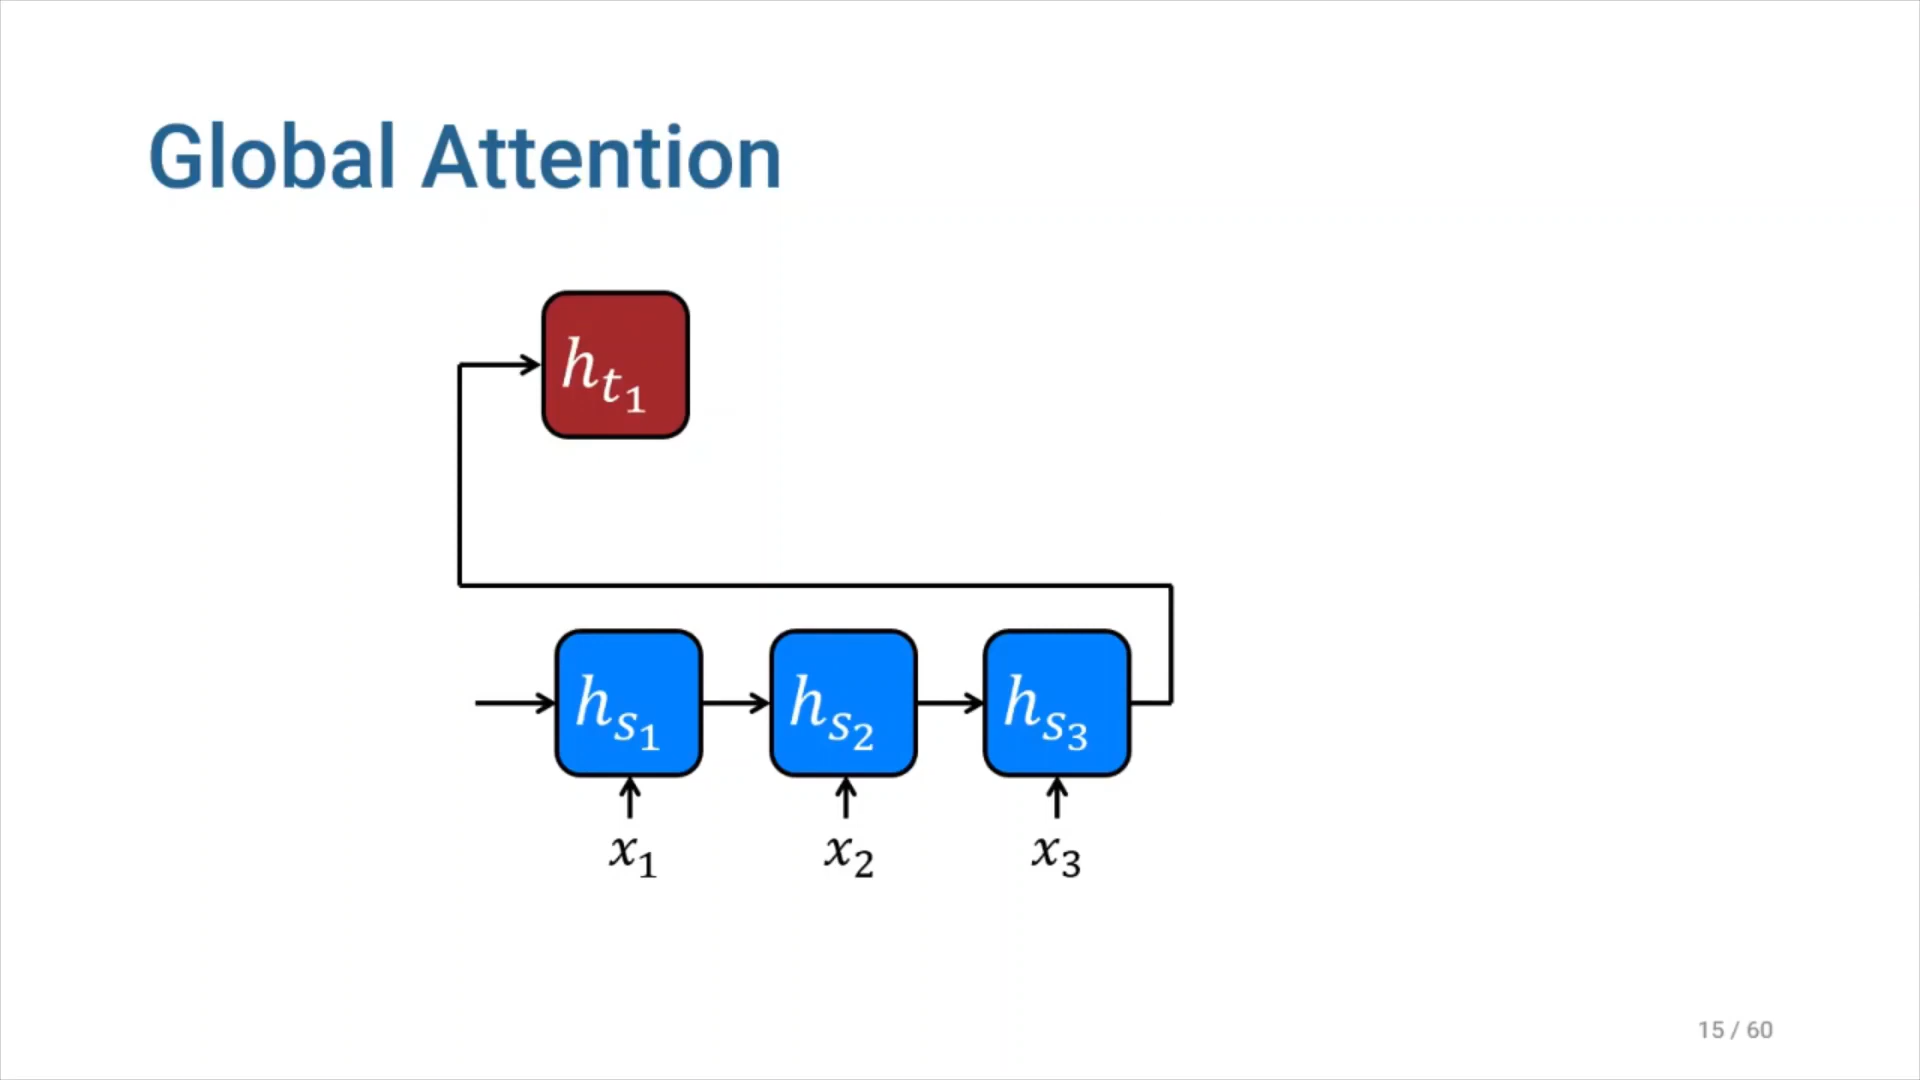 Global Attention
h_{t_1}
h_{s_1} h_{s_2} h_{s_3}
x_1 x_2 x_3
15 / 60